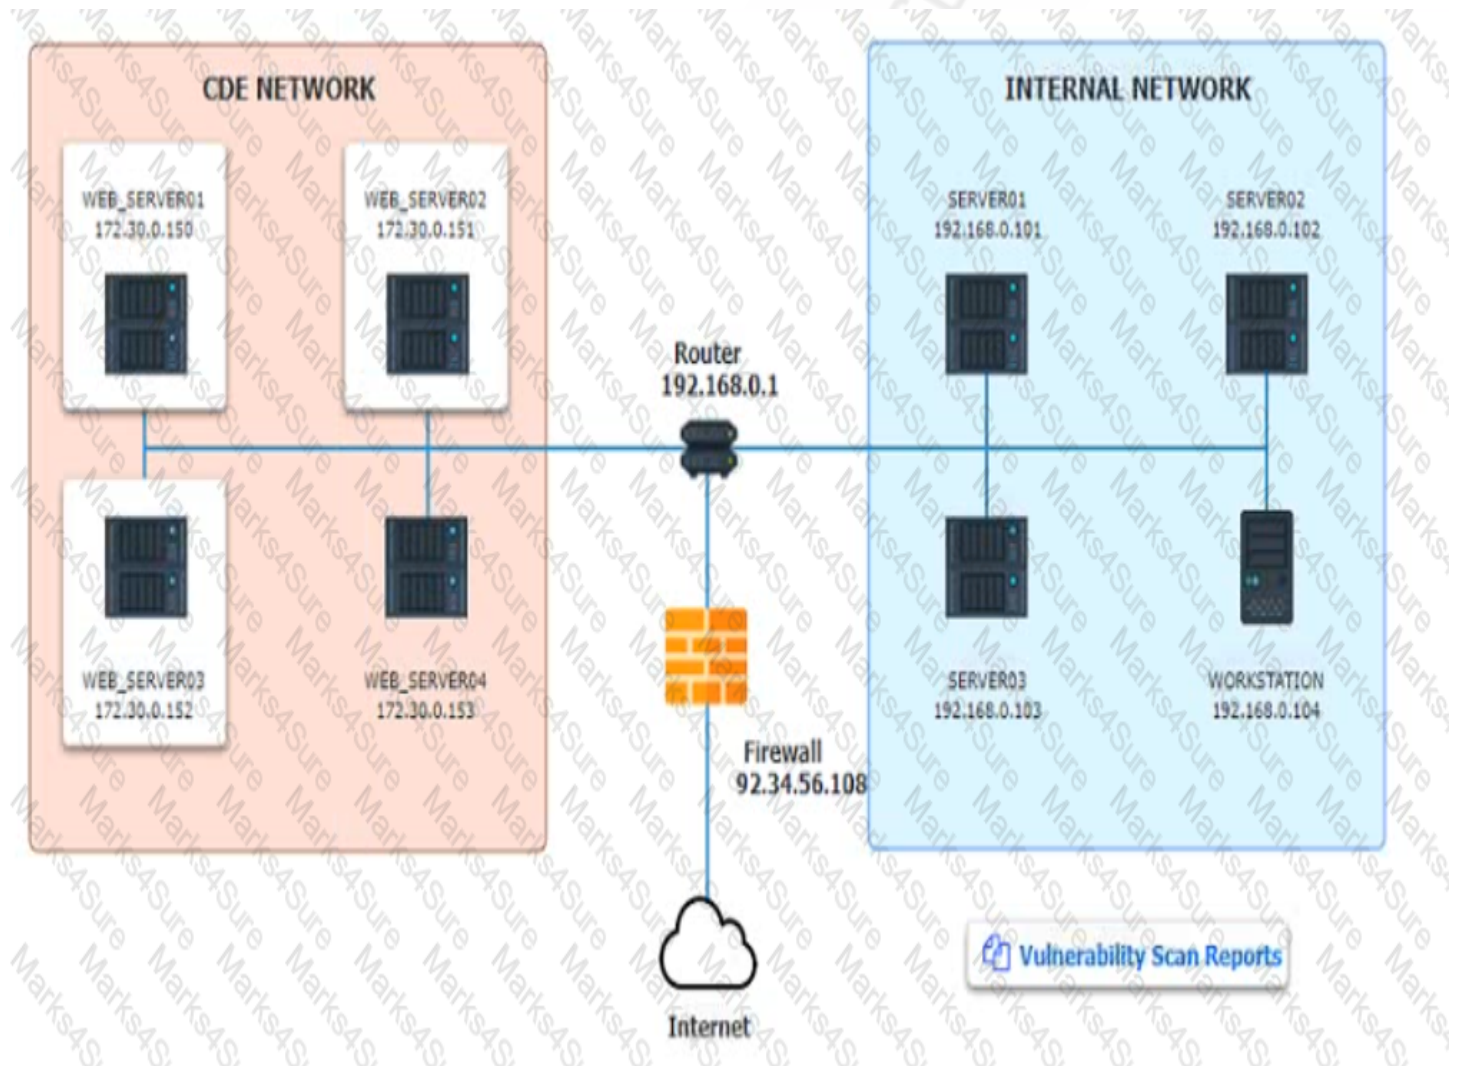 CDE NETWORK
WEB_SERVER01
172.30.0.150
WEB_SERVER02
172.30.0.151
WEB_SERVER03
172.30.0.152
WEB_SERVER04
172.30.0.153
Router
192.168.0.1
Firewall
92.34.56.108
Internet
INTERNAL NETWORK
SERVER01
192.168.0.101
SERVER02
192.168.0.102
SERVER03
192.168.0.103
WORKSTATION
192.168.0.104
Vulnerability Scan Reports
Marks4Sure